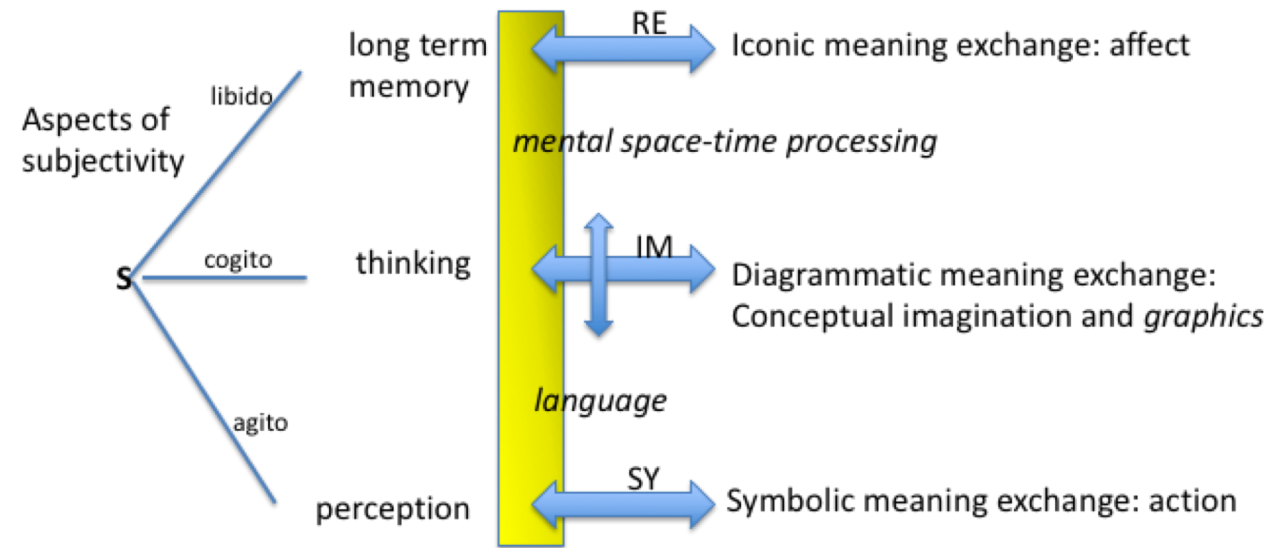 Aspects of
subjectivity
S
libido
cogito
agito
long term
memory
thinking
perception
RE
Iconic meaning exchange: affect
mental space-time processing
IM
Diagrammatic meaning exchange:
Conceptual imagination and graphics
language
SY
Symbolic meaning exchange: action